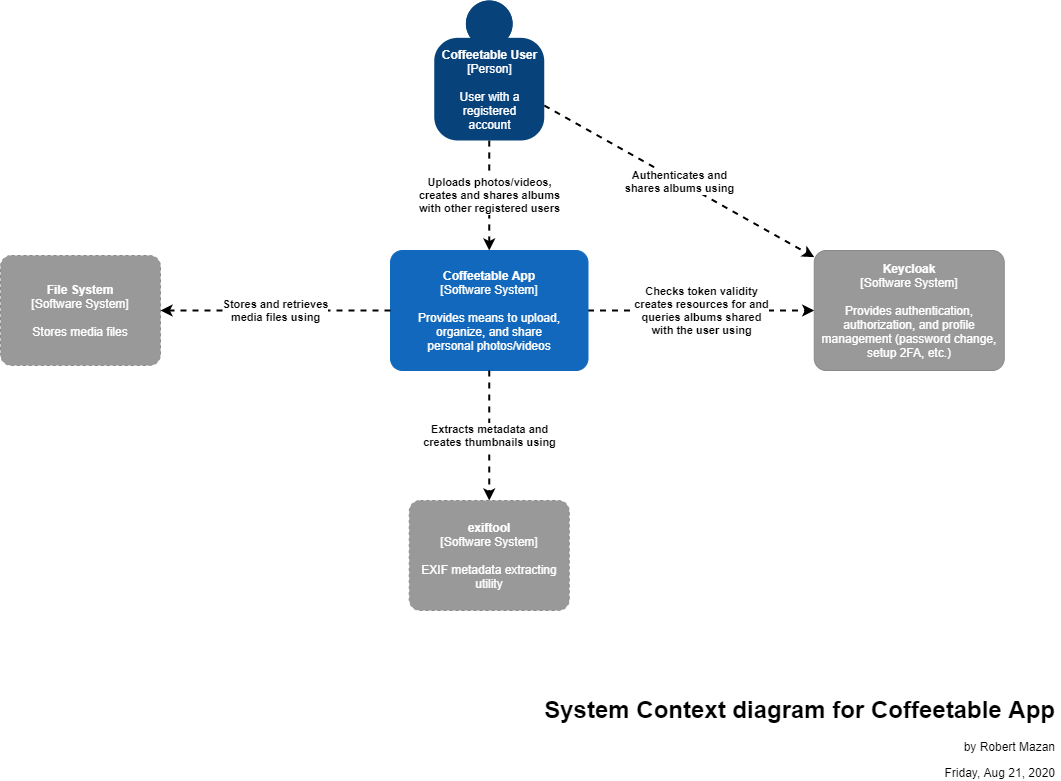 Coffeetable User
[Person]
User with a
registered
account
Uploads photos/videos,
creates and shares albums
with other registered users
Authenticates and
shares albums using
File System
[Software System]
Stores media files
Stores and retrieves
media files using
Coffeetable App
[Software System]
Provides means to upload,
organize, and share
personal photos/videos
Checks token validity
creates resources for and
queries albums shared
with the user using
Keycloak
[Software System]
Provides authentication,
authorization, and profile
management (password change,
setup 2FA, etc.)
Extracts metadata and
creates thumbnails using
exiftool
[Software System]
EXIF metadata extracting
utility
System Context diagram for Coffeetable App
by Robert Mazan
Friday, Aug 21, 2020